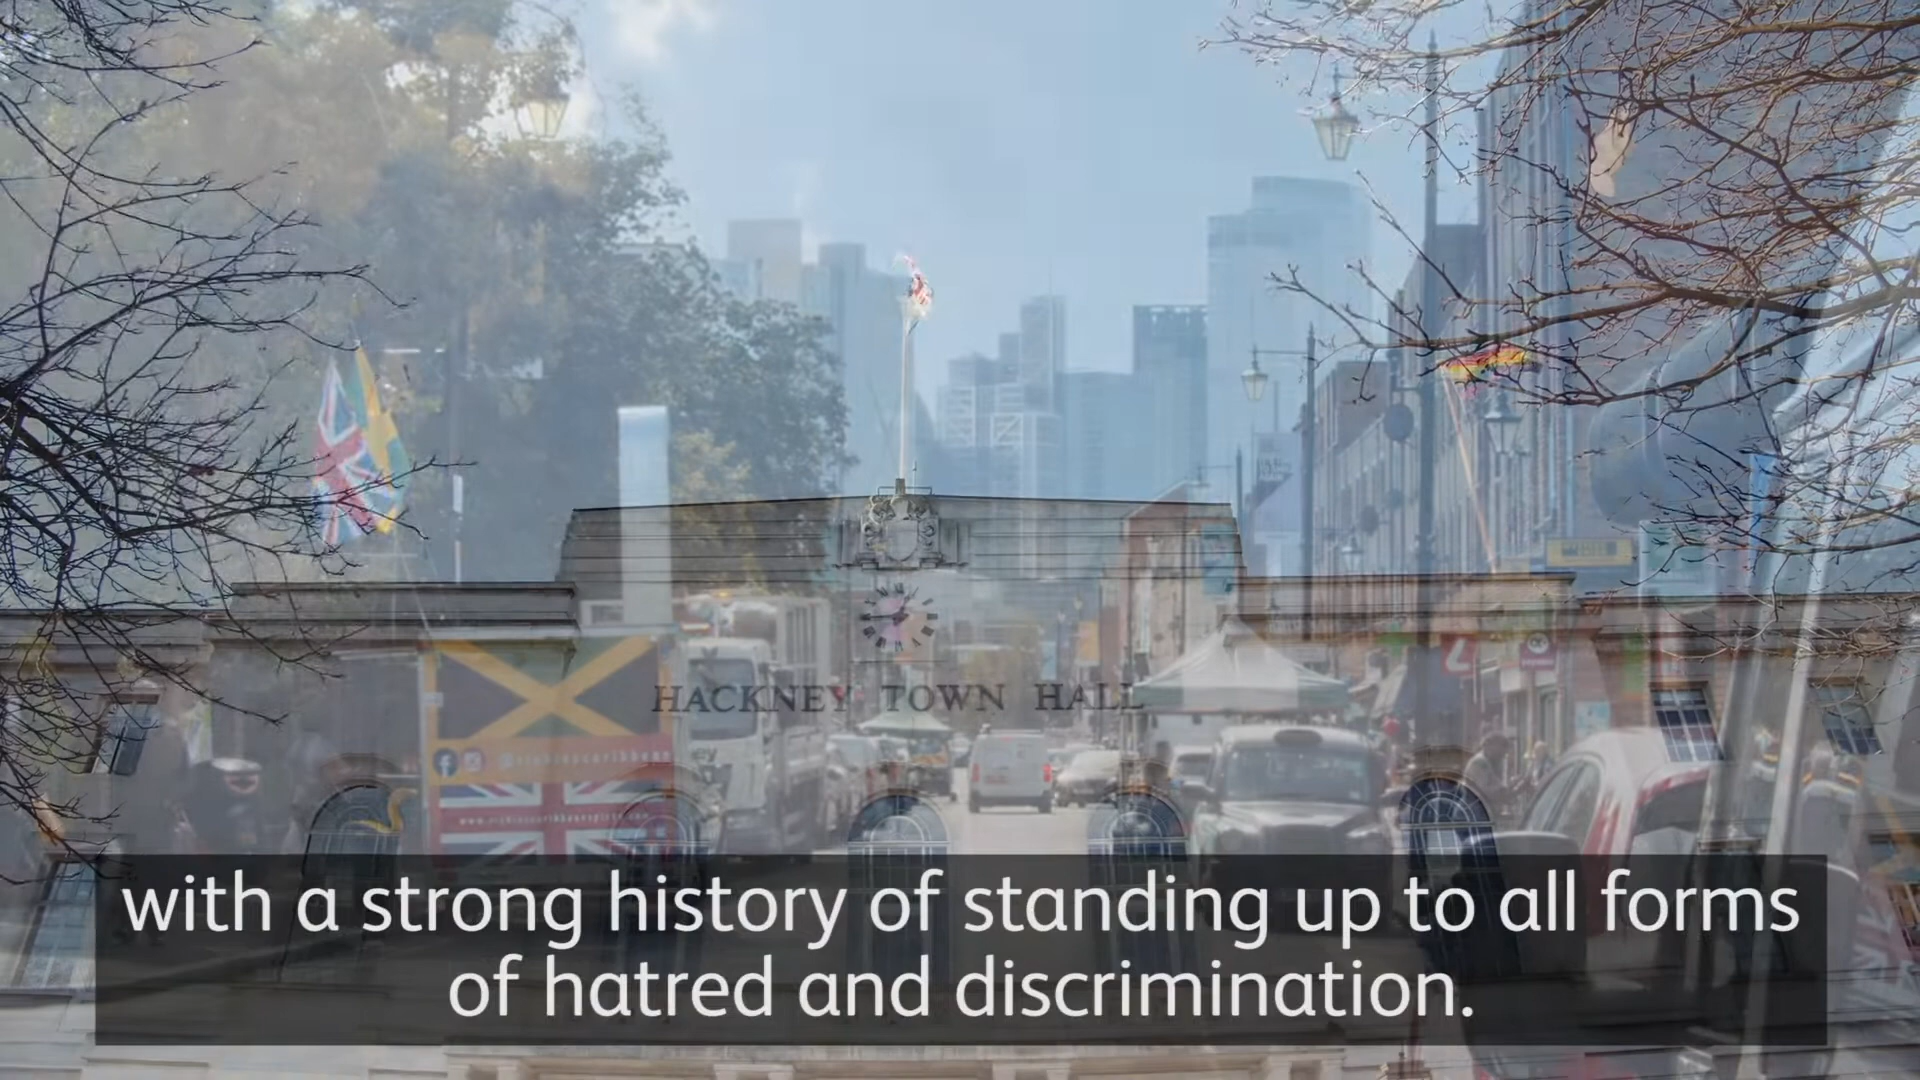 HACKNEY TOWN HALL
with a strong history of standing up to all forms
of hatred and discrimination.